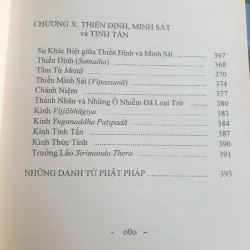 CHƯƠNG X. THIỀN ĐỊNH, MINH SÁT
và TINH TẤN
Sự Khác Biệt giữa Thiền Định và Minh Sát 367
Thiền Định (Samatha) 368
Tâm Từ Mettā 370
Thiền Minh Sát (Vipassanā) 374
Chánh Niệm 377
Thánh Nhân và Những Ô Nhiễm Đã Loại Trừ 380
Kinh Vijjābhāgiya 383
Kinh Yuganaddha Paṭipadā 384
Kinh Tinh Tấn 387
Kinh Thức Tỉnh 390
Trưởng Lão Sirimanda Thera 391
NHỮNG DANH TỪ PHẬT PHÁP 393
- o0o -